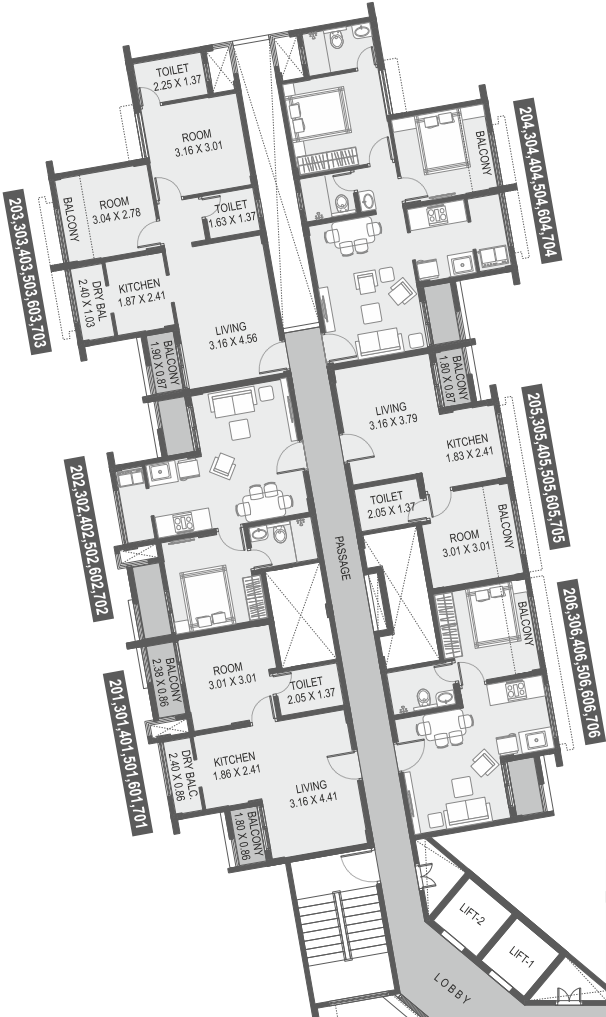 TOILET
2.25 X 1.37
ROOM
3.16 X 3.01
204,304,404,504,604,704
BALCONY
203,303,403,503,603,703
BALCONY
ROOM
3.04 X 2.78
TOILET
1.63 X 1.37
DRY BAL
2.40 X 1.03
KITCHEN
1.87 X 2.41
LIVING
3.16 X 4.56
BALCONY
1.90 X 0.87
BALCONY
1.80 X 0.87
LIVING
3.16 X 3.79
KITCHEN
1.83 X 2.41
205,305,405,505,605,705
TOILET
2.05 X 1.37
ROOM
3.01 X 3.01
BALCONY
202,302,402,502,602,702
PASSAGE
206,306,406,506,606,706
BALCONY
201,301,401,501,601,701
BALCONY
2.38 X 0.86
ROOM
3.01 X 3.01
TOILET
2.05 X 1.37
DRY BALC.
2.40 X 0.86
KITCHEN
1.86 X 2.41
LIVING
3.16 X 4.41
BALCONY
1.80 X 0.86
LIFT-2
LIFT-1
LOBBY